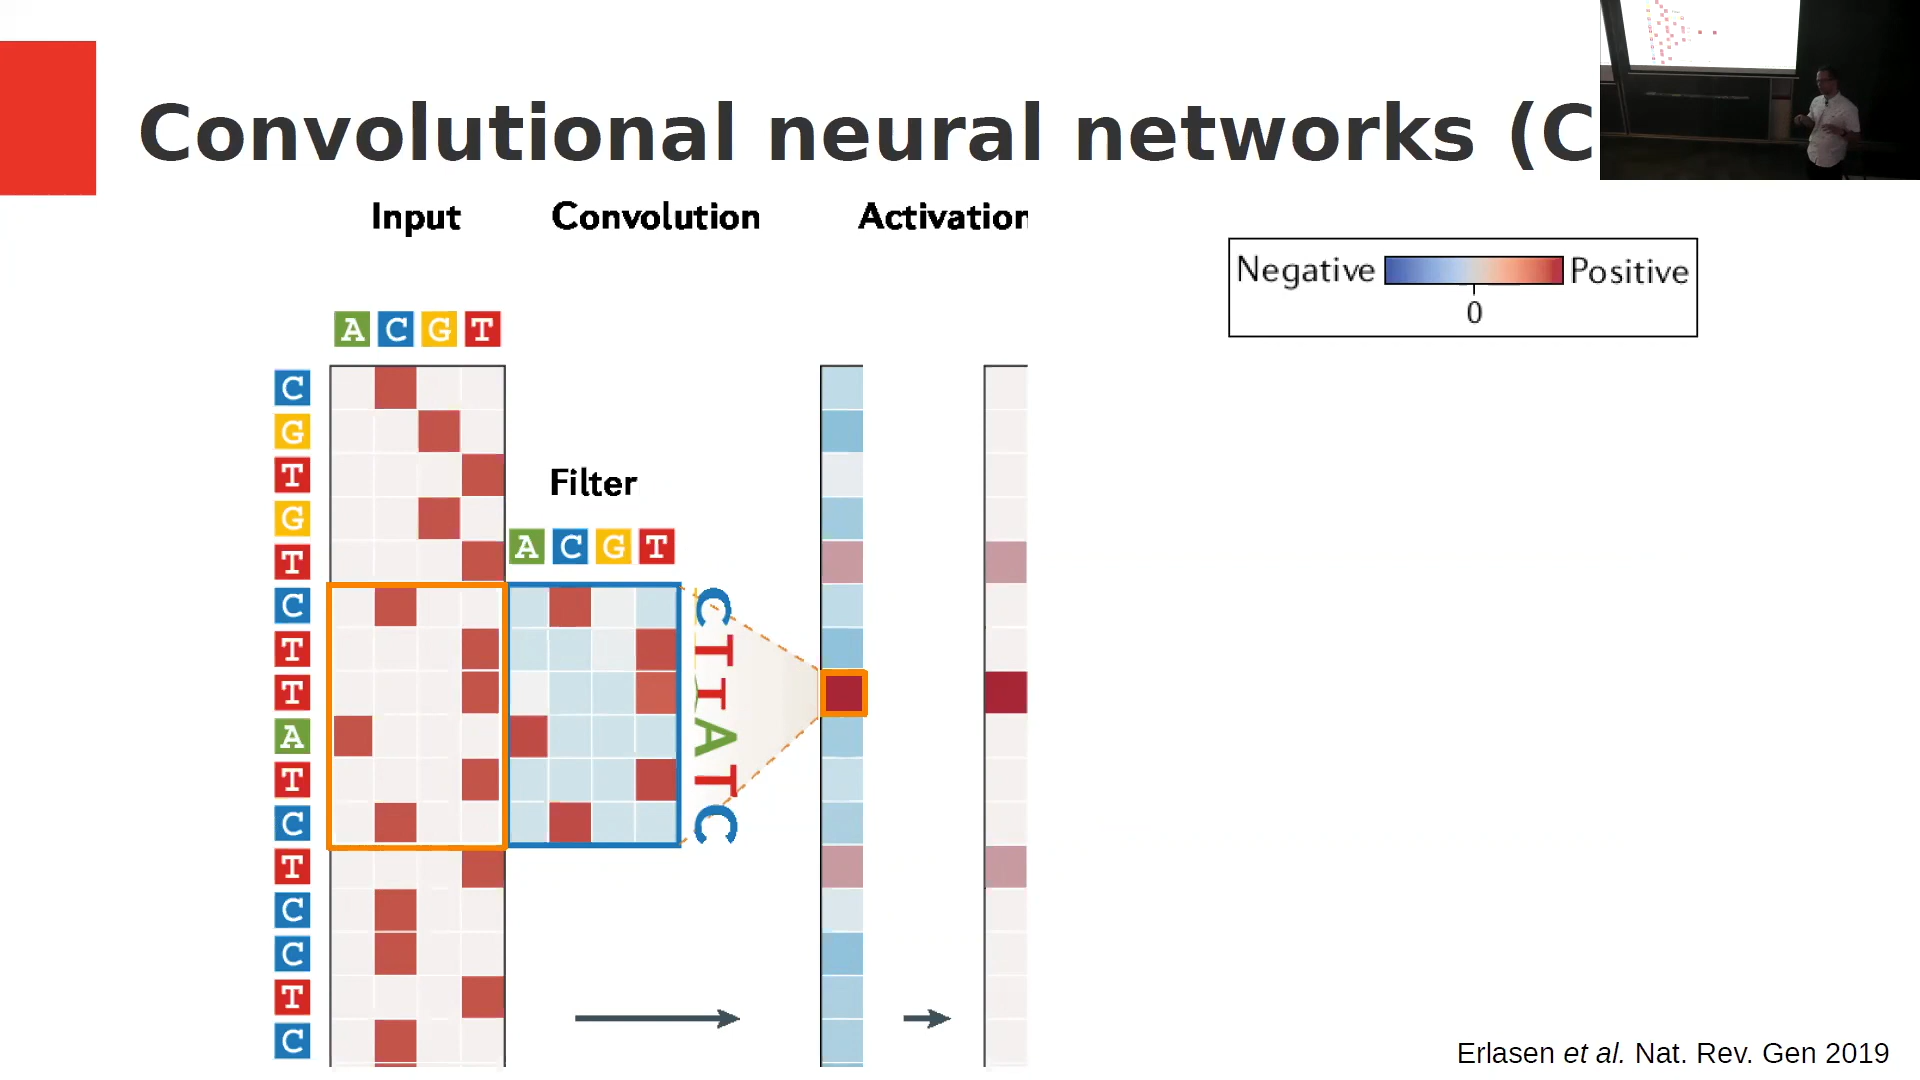 Convolutional neural networks (C
Input Convolution Activation
Negative Positive
0
A C G T
C
G
T
G
T
C
T
T
A
T
C
T
C
C
T
C
Filter
A C G T
C T T A T C
Erlasen et al. Nat. Rev. Gen 2019